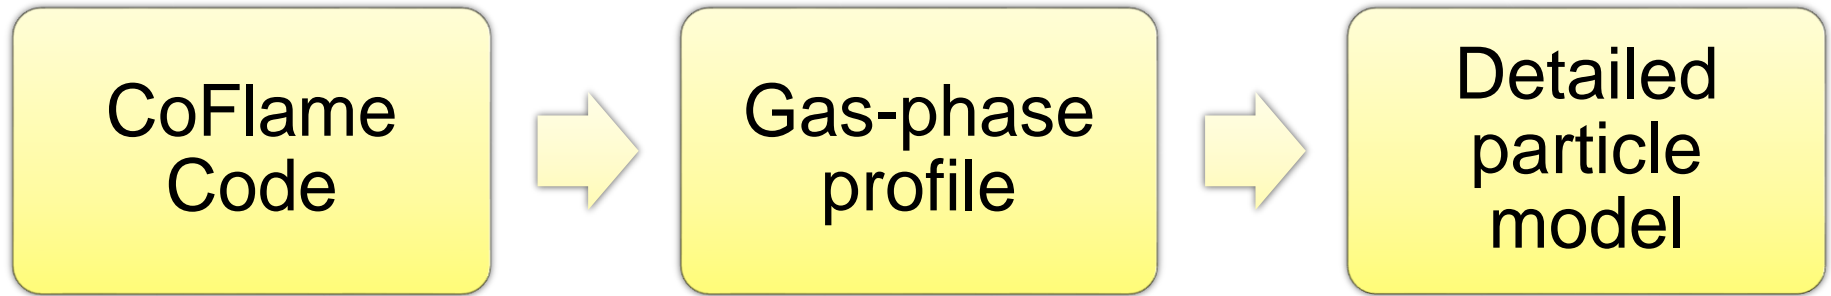 CoFlame
Code
Gas-phase
profile
Detailed
particle
model